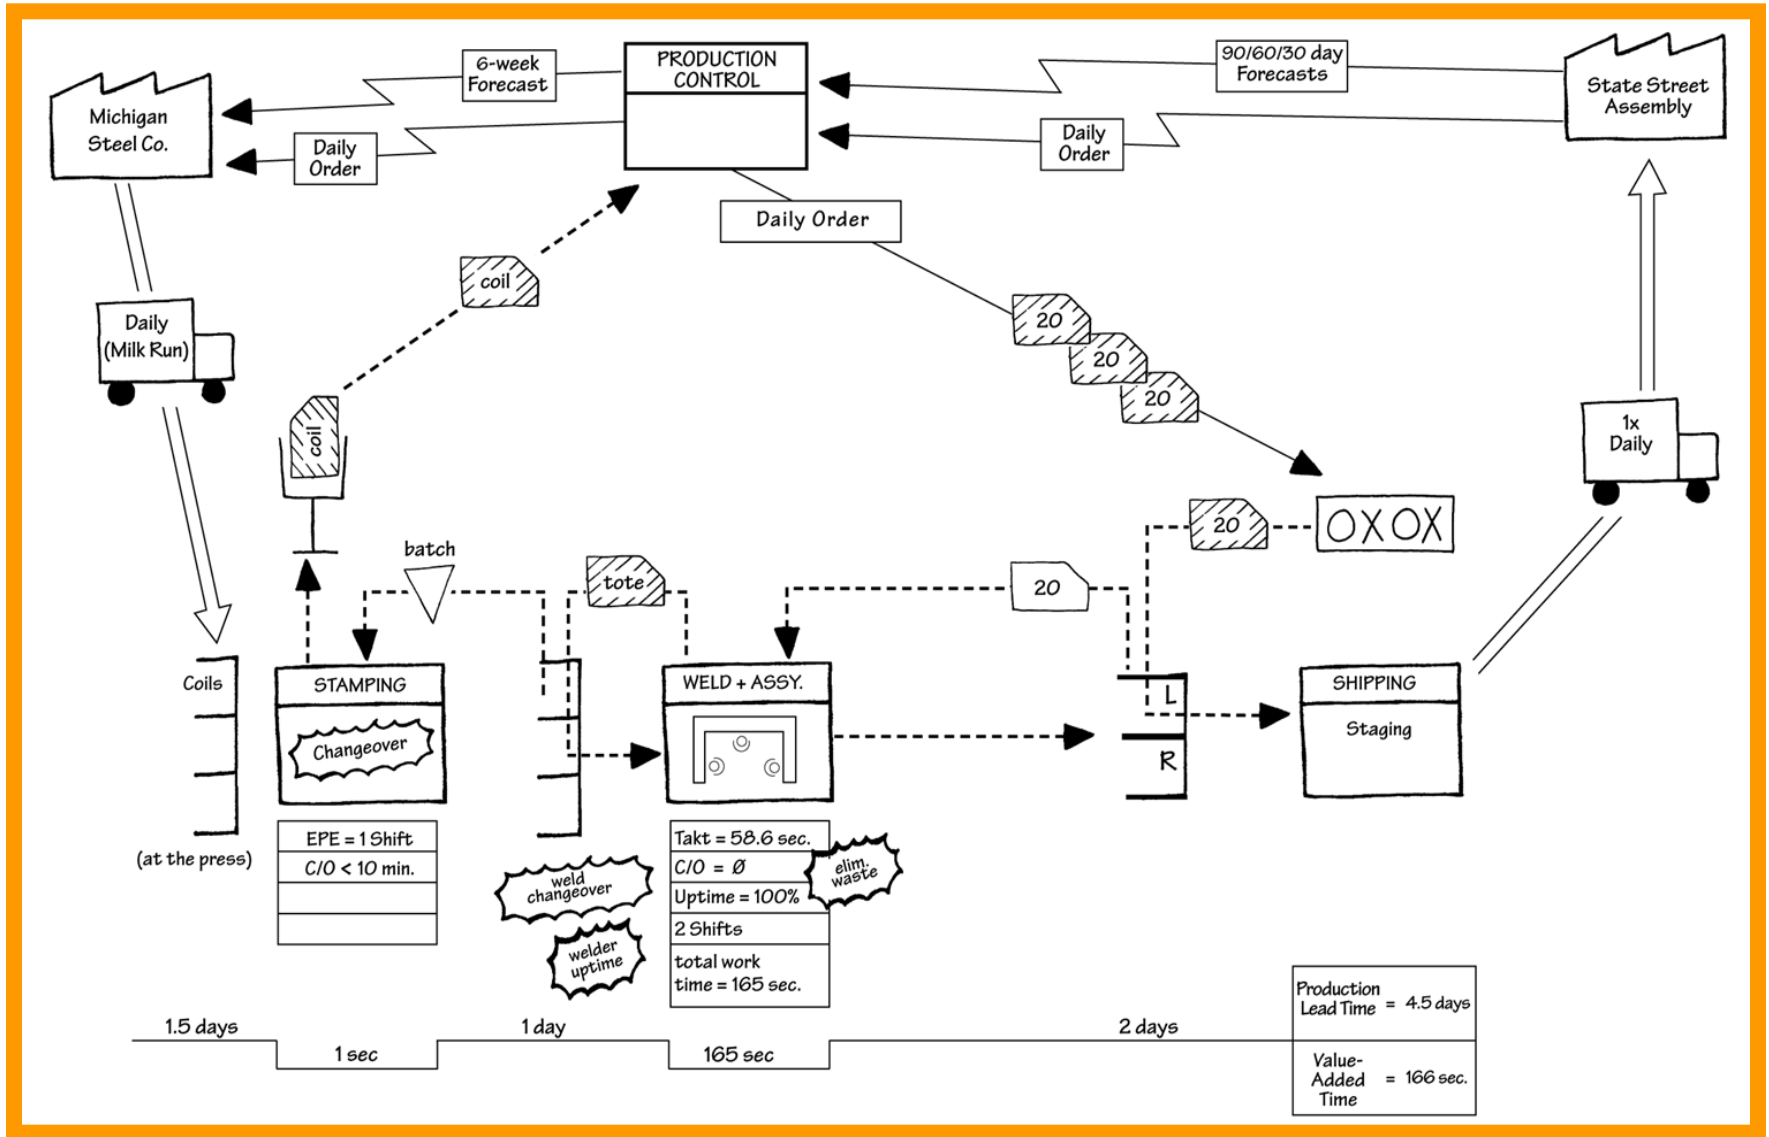 6-week
Forecast
PRODUCTION
CONTROL
90/60/30 day
Forecasts
State Street
Assembly
Michigan
Steel Co.
Daily
Order
Daily
Order
Daily Order
coil
Daily
(Milk Run)
20
20
20
coil
1x
Daily
20
OXOX
batch
tote
20
Coils
STAMPING
WELD + ASSY.
L
SHIPPING
Staging
Changeover
R
(at the press)
EPE = 1 Shift
C/O < 10 min.
Takt = 58.6 sec.
C/O = Ø
Uptime = 100%
2 Shifts
total work
time = 165 sec.
elim.
waste
weld
changeover
welder
uptime
1.5 days
1 sec
1 day
165 sec
2 days
Production
Lead Time = 4.5 days
Value-
Added = 166 sec.
Time